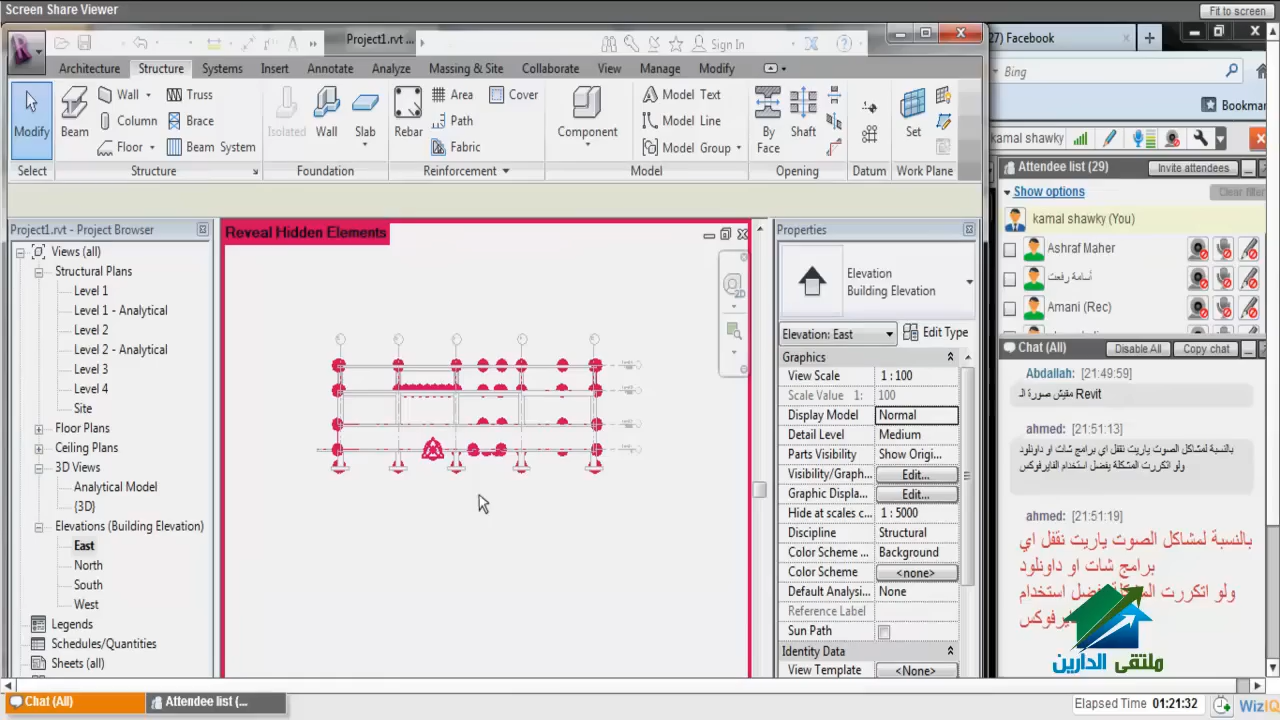 Screen Share Viewer
Fit to screen
Project1.rvt ...
Sign In
27) Facebook
Bing
Bookmar
Architecture Structure Systems Insert Annotate Analyze Massing & Site Collaborate View Manage Modify
Modify
Beam
Wall
Column
Floor
Truss
Brace
Beam System
Isolated
Wall
Slab
Rebar
Area
Path
Fabric
Cover
Component
Model Text
Model Line
Model Group
By
Face
Shaft
Set
Select
Structure
Foundation
Reinforcement
Model
Opening
Datum
Work Plane
kamal shawky
Attendee list (29)
Invite attendees
Show options
Clear filter
kamal shawky (You)
Ashraf Maher
أسامة رفعت
Amani (Rec)
Project1.rvt - Project Browser
Views (all)
Structural Plans
Level 1
Level 1 - Analytical
Level 2
Level 2 - Analytical
Level 3
Level 4
Site
Floor Plans
Ceiling Plans
3D Views
Analytical Model
{3D}
Elevations (Building Elevation)
East
North
South
West
Legends
Schedules/Quantities
Sheets (all)
Reveal Hidden Elements
Properties
Elevation
Building Elevation
Elevation: East
Edit Type
Graphics
View Scale 1 : 100
Scale Value 1: 100
Display Model Normal
Detail Level Medium
Parts Visibility Show Origi...
Visibility/Graph... Edit...
Graphic Displa... Edit...
Hide at scales c... 1 : 5000
Discipline Structural
Color Scheme ... Background
Color Scheme <none>
Default Analysi... None
Reference Label
Sun Path
Identity Data
View Template <None>
Chat (All)
Disable All
Copy chat
Abdallah: [21:49:59]
مفيش صورة الـ Revit
ahmed: [21:51:13]
بالنسبة لمشاكل الصوت ياريت نقفل اي برامج شات او داونلود
ولو اتكررت المشكلة يفضل استخدام الفايرفوكس
ahmed: [21:51:19]
بالنسبة لمشاكل الصوت ياريت نقفل اي
برامج شات او داونلود
ولو اتكررت المشكلة يفضل استخدام
ملتقى الدارين
Chat (All)
Attendee list (...
Elapsed Time 01:21:32
WizIQ